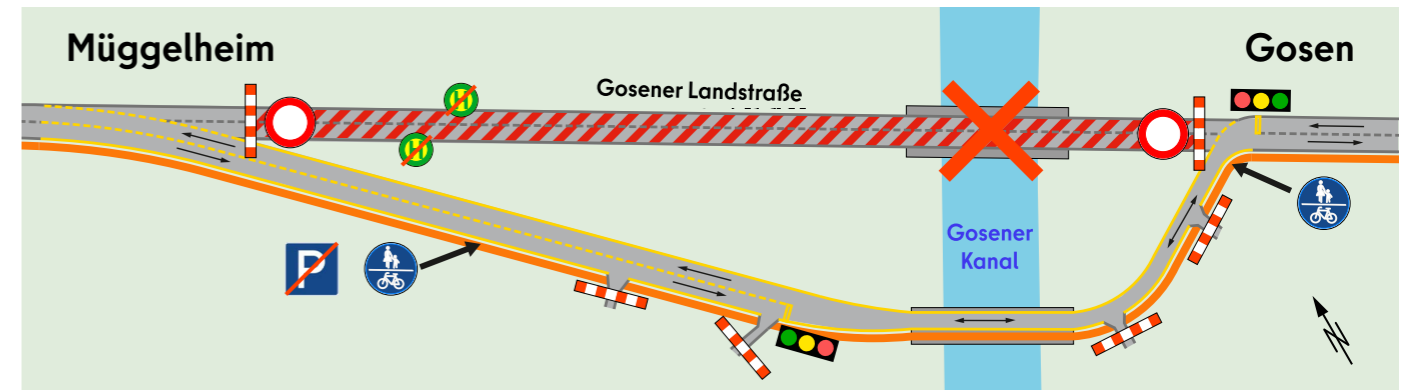 Müggelheim
Gosen
Gosener Landstraße
H
H
Gosener
Kanal
P
N